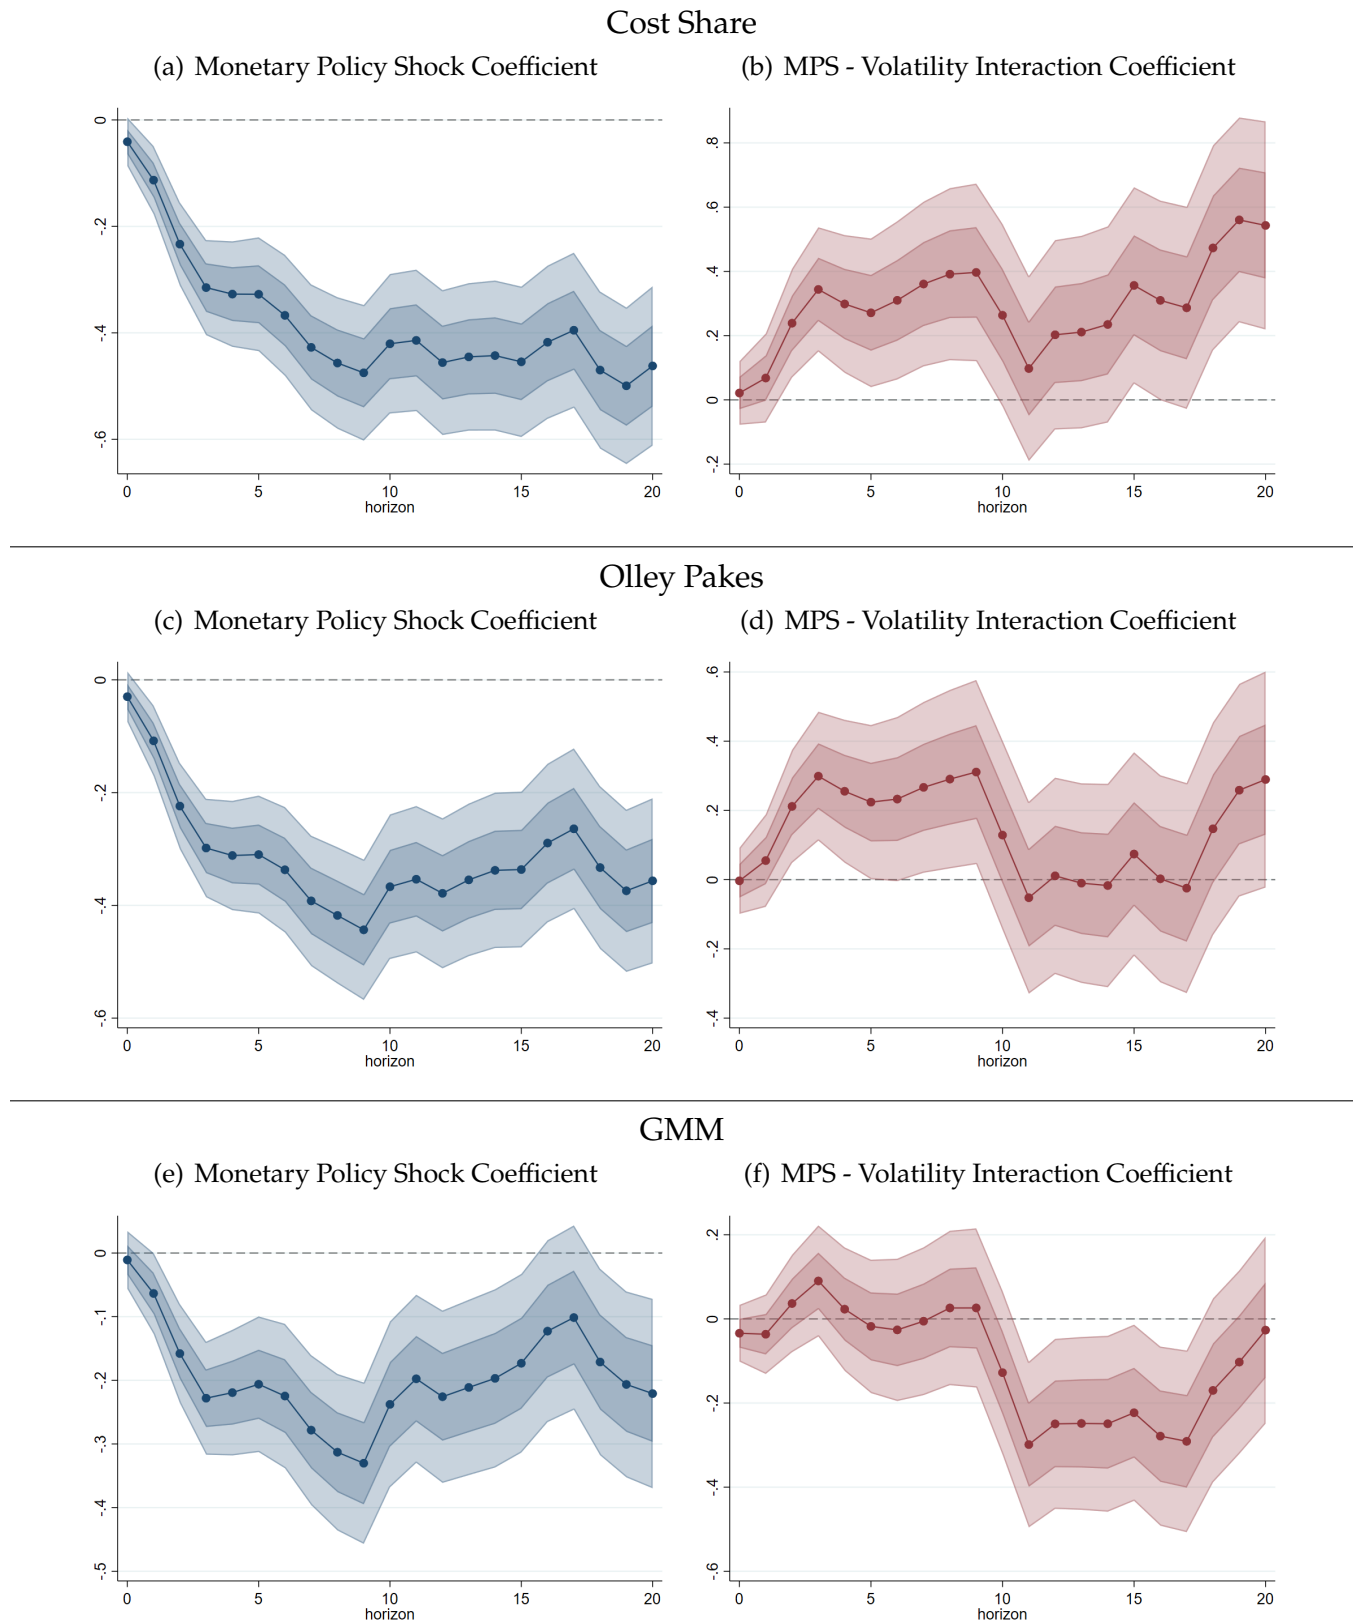 Cost Share
(a) Monetary Policy Shock Coefficient
(b) MPS - Volatility Interaction Coefficient
0
-.2
-.4
-.6
0 5 10 15 20
horizon
.8
.6
.4
.2
0
-.2
0 5 10 15 20
horizon
Olley Pakes
(c) Monetary Policy Shock Coefficient
(d) MPS - Volatility Interaction Coefficient
0
-.2
-.4
-.6
0 5 10 15 20
horizon
.6
.4
.2
0
-.2
-.4
0 5 10 15 20
horizon
GMM
(e) Monetary Policy Shock Coefficient
(f) MPS - Volatility Interaction Coefficient
0
-.1
-.2
-.3
-.4
-.5
0 5 10 15 20
horizon
.2
0
-.2
-.4
-.6
0 5 10 15 20
horizon